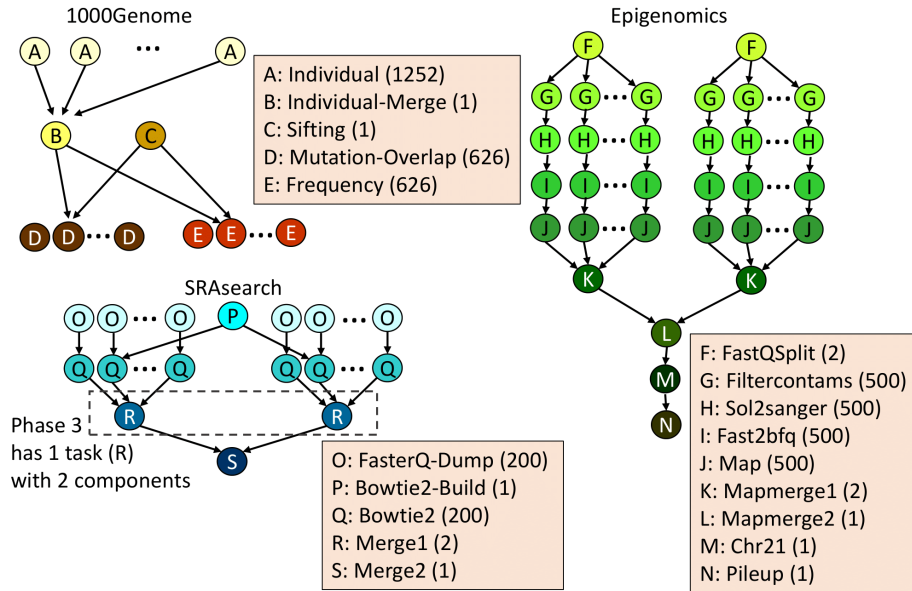 1000Genome
A A ... A
B C
D D ... D E E ... E
A: Individual (1252)
B: Individual-Merge (1)
C: Sifting (1)
D: Mutation-Overlap (626)
E: Frequency (626)
Epigenomics
F F
G G ... G G G ... G
H H ... H H H ... H
I I ... I I I ... I
J J ... J J J ... J
K K
L
M
N
F: FastQSplit (2)
G: Filtercontams (500)
H: Sol2sanger (500)
I: Fast2bfq (500)
J: Map (500)
K: Mapmerge1 (2)
L: Mapmerge2 (1)
M: Chr21 (1)
N: Pileup (1)
SRAsearch
O O ... O P O O ... O
Q Q ... Q Q Q ... Q
R R
S
Phase 3
has 1 task (R)
with 2 components
O: FasterQ-Dump (200)
P: Bowtie2-Build (1)
Q: Bowtie2 (200)
R: Merge1 (2)
S: Merge2 (1)